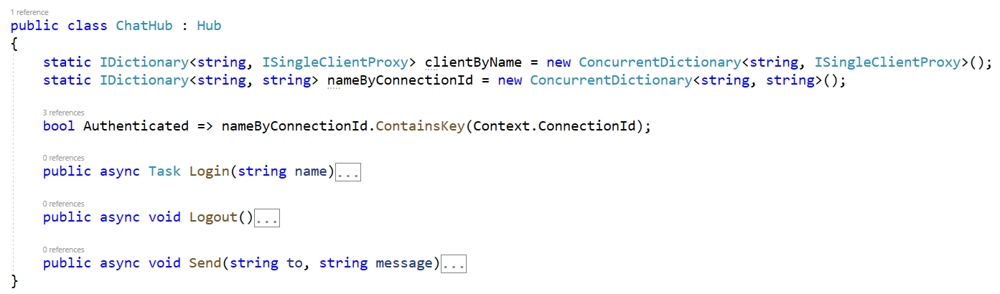 1 reference
public class ChatHub : Hub
{
static IDictionary<string, ISingleClientProxy> clientByName = new ConcurrentDictionary<string, ISingleClientProxy>();
static IDictionary<string, string> nameByConnectionId = new ConcurrentDictionary<string, string>();
3 references
bool Authenticated => nameByConnectionId.ContainsKey(Context.ConnectionId);
0 references
public async Task Login(string name)...
0 references
public async void Logout()...
0 references
public async void Send(string to, string message)...
}